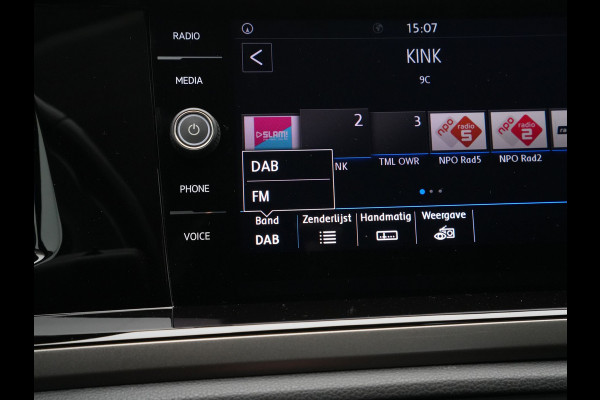 RADIO
15:07
KINK
9C
MEDIA
SLAM!
2
3
npo radio 5
npo radio 2
DAB
NK
TML OWR
NPO Rad5
NPO Rad2
FM
PHONE
Band
Zenderlijst
Handmatig
Weergave
VOICE
DAB